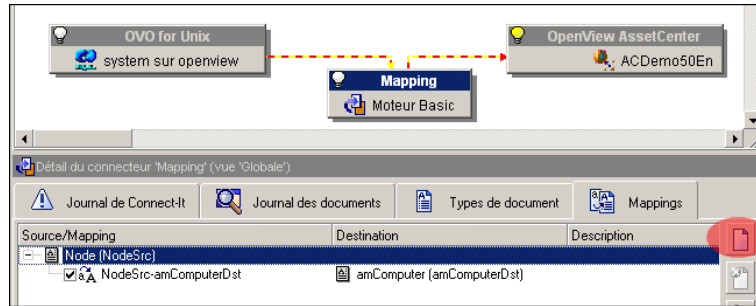 OVO for Unix
system sur openview
OpenView AssetCenter
ACDemo50En
Mapping
Moteur Basic
Détail du connecteur 'Mapping' (vue 'Globale')
Journal de Connect-It
Journal des documents
Types de document
Mappings
Source/Mapping Destination Description
Node (NodeSrc)
NodeSrc-amComputerDst amComputer (amComputerDst)